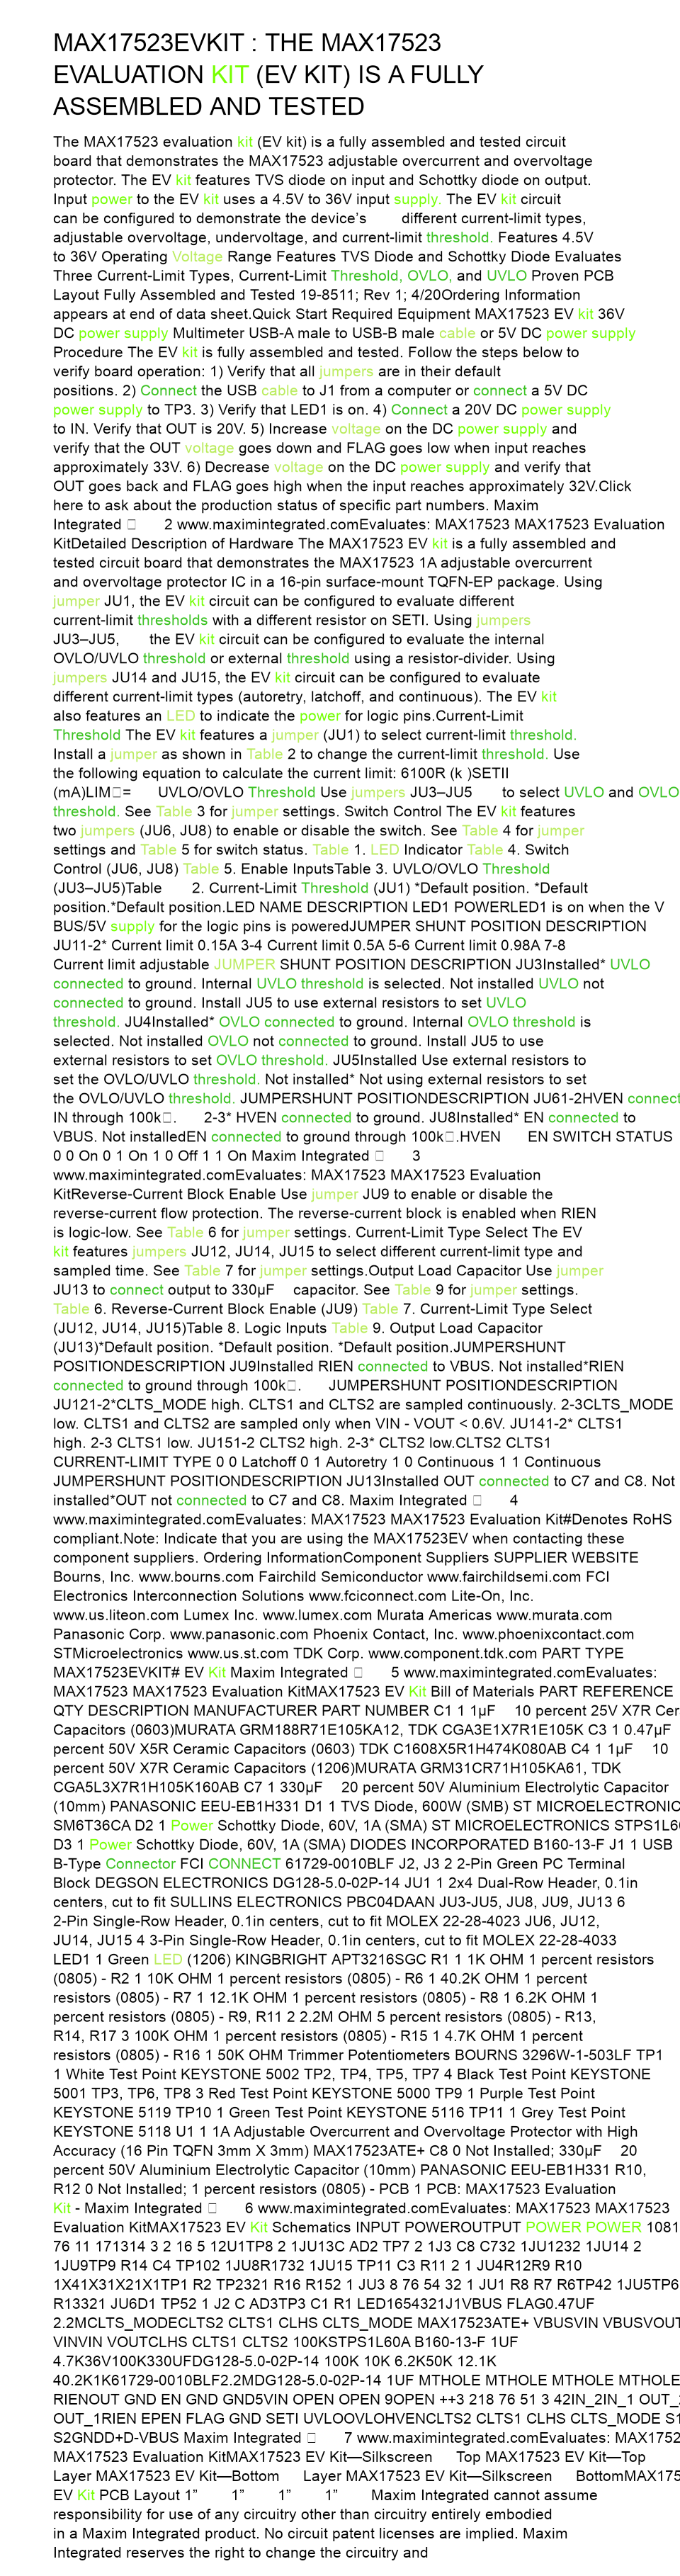 MAX17523EVKIT : THE MAX17523
EVALUATION KIT (EV KIT) IS A FULLY
ASSEMBLED AND TESTED
The MAX17523 evaluation kit (EV kit) is a fully assembled and tested circuit
board that demonstrates the MAX17523 adjustable overcurrent and overvoltage
protector. The EV kit features TVS diode on input and Schottky diode on output.
Input power to the EV kit uses a 4.5V to 36V input supply. The EV kit circuit
can be configured to demonstrate the device's different current-limit types,
adjustable overvoltage, undervoltage, and current-limit threshold. Features 4.5V
to 36V Operating Voltage Range Features TVS Diode and Schottky Diode Evaluates
Three Current-Limit Types, Current-Limit Threshold, OVLO, and UVLO Proven PCB
Layout Fully Assembled and Tested 19-8511; Rev 1; 4/20Ordering Information
appears at end of data sheet.Quick Start Required Equipment MAX17523 EV kit 36V
DC power supply Multimeter USB-A male to USB-B male cable or 5V DC power supply
Procedure The EV kit is fully assembled and tested. Follow the steps below to
verify board operation: 1) Verify that all jumpers are in their default
positions. 2) Connect the USB cable to J1 from a computer or connect a 5V DC
power supply to TP3. 3) Verify that LED1 is on. 4) Connect a 20V DC power supply
to IN. Verify that OUT is 20V. 5) Increase voltage on the DC power supply and
verify that the OUT voltage goes down and FLAG goes low when input reaches
approximately 33V. 6) Decrease voltage on the DC power supply and verify that
OUT goes back and FLAG goes high when the input reaches approximately 32V.Click
here to ask about the production status of specific part numbers. Maxim
Integrated □ 2 www.maximintegrated.comEvaluates: MAX17523 MAX17523 Evaluation
KitDetailed Description of Hardware The MAX17523 EV kit is a fully assembled and
tested circuit board that demonstrates the MAX17523 1A adjustable overcurrent
and overvoltage protector IC in a 16-pin surface-mount TQFN-EP package. Using
jumper JU1, the EV kit circuit can be configured to evaluate different
current-limit thresholds with a different resistor on SETI. Using jumpers
JU3–JU5, the EV kit circuit can be configured to evaluate the internal
OVLO/UVLO threshold or external threshold using a resistor-divider. Using
jumpers JU14 and JU15, the EV kit circuit can be configured to evaluate
different current-limit types (autoretry, latchoff, and continuous). The EV kit
also features an LED to indicate the power for logic pins.Current-Limit
Threshold The EV kit features a jumper (JU1) to select current-limit threshold.
Install a jumper as shown in Table 2 to change the current-limit threshold. Use
the following equation to calculate the current limit: 6100R (k )SETII
(mA)LIM□= UVLO/OVLO Threshold Use jumpers JU3–JU5 to select UVLO and OVLO
threshold. See Table 3 for jumper settings. Switch Control The EV kit features
two jumpers (JU6, JU8) to enable or disable the switch. See Table 4 for jumper
settings and Table 5 for switch status. Table 1. LED Indicator Table 4. Switch
Control (JU6, JU8) Table 5. Enable InputsTable 3. UVLO/OVLO Threshold
(JU3–JU5)Table 2. Current-Limit Threshold (JU1) *Default position. *Default
position.*Default position.LED NAME DESCRIPTION LED1 POWERLED1 is on when the V
BUS/5V supply for the logic pins is poweredJUMPER SHUNT POSITION DESCRIPTION
JU11-2* Current limit 0.15A 3-4 Current limit 0.5A 5-6 Current limit 0.98A 7-8
Current limit adjustable JUMPER SHUNT POSITION DESCRIPTION JU3Installed* UVLO
connected to ground. Internal UVLO threshold is selected. Not installed UVLO not
connected to ground. Install JU5 to use external resistors to set UVLO
threshold. JU4Installed* OVLO connected to ground. Internal OVLO threshold is
selected. Not installed OVLO not connected to ground. Install JU5 to use
external resistors to set OVLO threshold. JU5Installed Use external resistors to
set the OVLO/UVLO threshold. Not installed* Not using external resistors to set
the OVLO/UVLO threshold. JUMPERSHUNT POSITIONDESCRIPTION JU61-2HVEN connect
IN through 100k□. 2-3* HVEN connected to ground. JU8Installed* EN connected to
VBUS. Not installedEN connected to ground through 100k□.HVEN EN SWITCH STATUS
0 0 On 0 1 On 1 0 Off 1 1 On Maxim Integrated □ 3
www.maximintegrated.comEvaluates: MAX17523 MAX17523 Evaluation
KitReverse-Current Block Enable Use jumper JU9 to enable or disable the
reverse-current flow protection. The reverse-current block is enabled when RIEN
is logic-low. See Table 6 for jumper settings. Current-Limit Type Select The EV
kit features jumpers JU12, JU14, JU15 to select different current-limit type and
sampled time. See Table 7 for jumper settings.Output Load Capacitor Use jumper
JU13 to connect output to 330µF capacitor. See Table 9 for jumper settings.
Table 6. Reverse-Current Block Enable (JU9) Table 7. Current-Limit Type Select
(JU12, JU14, JU15)Table 8. Logic Inputs Table 9. Output Load Capacitor
(JU13)*Default position. *Default position. *Default position.JUMPERSHUNT
POSITIONDESCRIPTION JU9Installed RIEN connected to VBUS. Not installed*RIEN
connected to ground through 100k□. JUMPERSHUNT POSITIONDESCRIPTION
JU121-2*CLTS_MODE high. CLTS1 and CLTS2 are sampled continuously. 2-3CLTS_MODE
low. CLTS1 and CLTS2 are sampled only when VIN - VOUT < 0.6V. JU141-2* CLTS1
high. 2-3 CLTS1 low. JU151-2 CLTS2 high. 2-3* CLTS2 low.CLTS2 CLTS1
CURRENT-LIMIT TYPE 0 0 Latchoff 0 1 Autoretry 1 0 Continuous 1 1 Continuous
JUMPERSHUNT POSITIONDESCRIPTION JU13Installed OUT connected to C7 and C8. Not
installed*OUT not connected to C7 and C8. Maxim Integrated □ 4
www.maximintegrated.comEvaluates: MAX17523 MAX17523 Evaluation Kit#Denotes RoHS
compliant.Note: Indicate that you are using the MAX17523EV when contacting these
component suppliers. Ordering InformationComponent Suppliers SUPPLIER WEBSITE
Bourns, Inc. www.bourns.com Fairchild Semiconductor www.fairchildsemi.com FCI
Electronics Interconnection Solutions www.fciconnect.com Lite-On, Inc.
www.us.liteon.com Lumex Inc. www.lumex.com Murata Americas www.murata.com
Panasonic Corp. www.panasonic.com Phoenix Contact, Inc. www.phoenixcontact.com
STMicroelectronics www.us.st.com TDK Corp. www.component.tdk.com PART TYPE
MAX17523EVKIT# EV Kit Maxim Integrated □ 5 www.maximintegrated.comEvaluates:
MAX17523 MAX17523 Evaluation KitMAX17523 EV Kit Bill of Materials PART REFERENCE
QTY DESCRIPTION MANUFACTURER PART NUMBER C1 1 1µF 10 percent 25V X7R Cer
Capacitors (0603)MURATA GRM188R71E105KA12, TDK CGA3E1X7R1E105K C3 1 0.47µF
percent 50V X5R Ceramic Capacitors (0603) TDK C1608X5R1H474K080AB C4 1 1µF 10
percent 50V X7R Ceramic Capacitors (1206)MURATA GRM31CR71H105KA61, TDK
CGA5L3X7R1H105K160AB C7 1 330µF 20 percent 50V Aluminium Electrolytic Capacitor
(10mm) PANASONIC EEU-EB1H331 D1 1 TVS Diode, 600W (SMB) ST MICROELECTRONIC
SM6T36CA D2 1 Power Schottky Diode, 60V, 1A (SMA) ST MICROELECTRONICS STPS1L6
D3 1 Power Schottky Diode, 60V, 1A (SMA) DIODES INCORPORATED B160-13-F J1 1 USB
B-Type Connector FCI CONNECT 61729-0010BLF J2, J3 2 2-Pin Green PC Terminal
Block DEGSON ELECTRONICS DG128-5.0-02P-14 JU1 1 2x4 Dual-Row Header, 0.1in
centers, cut to fit SULLINS ELECTRONICS PBC04DAAN JU3-JU5, JU8, JU9, JU13 6
2-Pin Single-Row Header, 0.1in centers, cut to fit MOLEX 22-28-4023 JU6, JU12,
JU14, JU15 4 3-Pin Single-Row Header, 0.1in centers, cut to fit MOLEX 22-28-4033
LED1 1 Green LED (1206) KINGBRIGHT APT3216SGC R1 1 1K OHM 1 percent resistors
(0805) - R2 1 10K OHM 1 percent resistors (0805) - R6 1 40.2K OHM 1 percent
resistors (0805) - R7 1 12.1K OHM 1 percent resistors (0805) - R8 1 6.2K OHM 1
percent resistors (0805) - R9, R11 2 2.2M OHM 5 percent resistors (0805) - R13,
R14, R17 3 100K OHM 1 percent resistors (0805) - R15 1 4.7K OHM 1 percent
resistors (0805) - R16 1 50K OHM Trimmer Potentiometers BOURNS 3296W-1-503LF TP1
1 White Test Point KEYSTONE 5002 TP2, TP4, TP5, TP7 4 Black Test Point KEYSTONE
5001 TP3, TP6, TP8 3 Red Test Point KEYSTONE 5000 TP9 1 Purple Test Point
KEYSTONE 5119 TP10 1 Green Test Point KEYSTONE 5116 TP11 1 Grey Test Point
KEYSTONE 5118 U1 1 1A Adjustable Overcurrent and Overvoltage Protector with High
Accuracy (16 Pin TQFN 3mm X 3mm) MAX17523ATE+ C8 0 Not Installed; 330µF 20
percent 50V Aluminium Electrolytic Capacitor (10mm) PANASONIC EEU-EB1H331 R10,
R12 0 Not Installed; 1 percent resistors (0805) - PCB 1 PCB: MAX17523 Evaluation
Kit - Maxim Integrated □ 6 www.maximintegrated.comEvaluates: MAX17523 MAX17523
Evaluation KitMAX17523 EV Kit Schematics INPUT POWEROUTPUT POWER POWER 1081
76 11 171314 3 2 16 5 12U1TP8 2 1JU13C AD2 TP7 2 1J3 C8 C732 1JU1232 1JU14 2
1JU9TP9 R14 C4 TP102 1JU8R1732 1JU15 TP11 C3 R11 2 1 JU4R12R9 R10
1X41X31X21X1TP1 R2 TP2321 R16 R152 1 JU3 8 76 54 32 1 JU1 R8 R7 R6TP42 1JU5TP6
R13321 JU6D1 TP52 1 J2 C AD3TP3 C1 R1 LED1654321J1VBUS FLAG0.47UF
2.2MCLTS_MODECLTS2 CLTS1 CLHS CLTS_MODE MAX17523ATE+ VBUSVIN VBUSVOUT
VINVIN VOUTCLHS CLTS1 CLTS2 100KSTPS1L60A B160-13-F 1UF
4.7K36V100K330UFDG128-5.0-02P-14 100K 10K 6.2K50K 12.1K
40.2K1K61729-0010BLF2.2MDG128-5.0-02P-14 1UF MTHOLE MTHOLE MTHOLE MTHOLE
RIENOUT GND EN GND GND5VIN OPEN OPEN 9OPEN ++3 218 76 51 3 42IN_2IN_1 OUT_
OUT_1RIEN EPEN FLAG GND SETI UVLOOVLOHVENCLTS2 CLTS1 CLHS CLTS_MODE S1
S2GNDD+D-VBUS Maxim Integrated □ 7 www.maximintegrated.comEvaluates: MAX1752
MAX17523 Evaluation KitMAX17523 EV Kit—Silkscreen Top MAX17523 EV Kit—Top
Layer MAX17523 EV Kit—Bottom Layer MAX17523 EV Kit—Silkscreen BottomMAX175
EV Kit PCB Layout 1” 1” 1” 1” Maxim Integrated cannot assume
responsibility for use of any circuitry other than circuitry entirely embodied
in a Maxim Integrated product. No circuit patent licenses are implied. Maxim
Integrated reserves the right to change the circuitry and